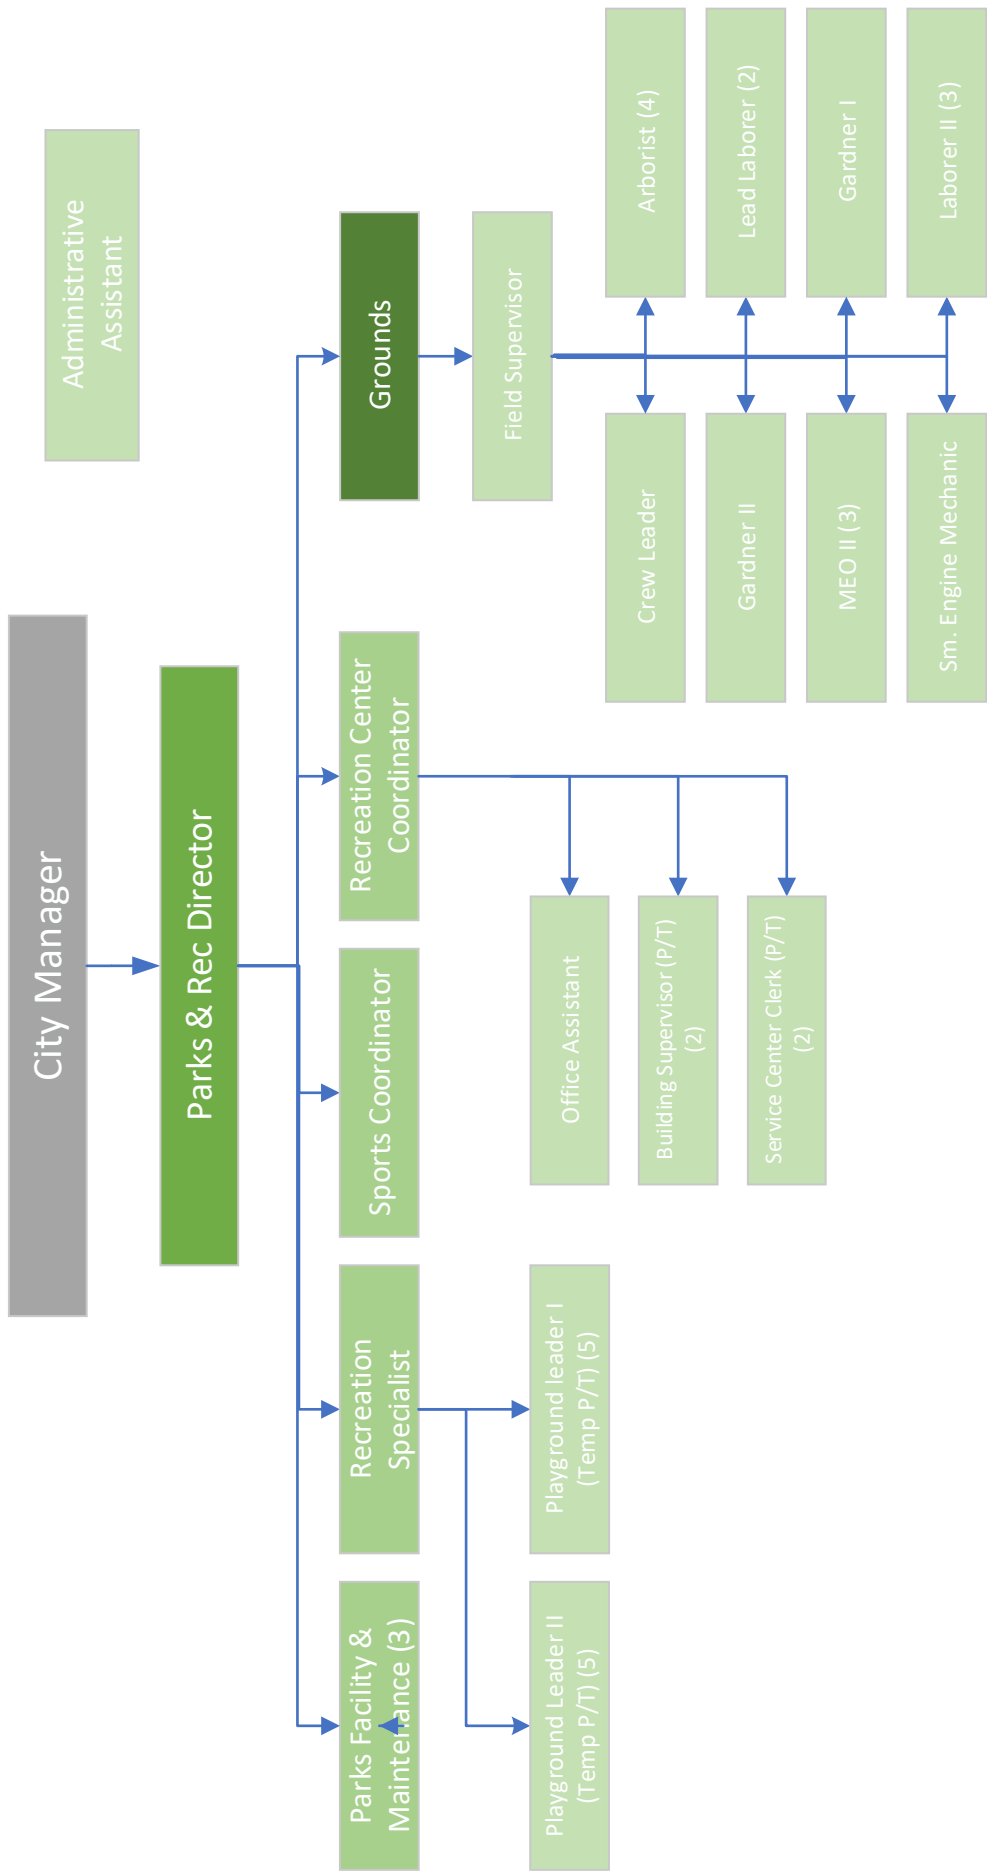 City Manager
Administrative
Assistant
Parks & Rec Director
Parks Facility &
Maintenance (3)
Recreation
Specialist
Sports Coordinator
Recreation Center
Coordinator
Grounds
Field Supervisor
Playground Leader II
(Temp P/T) (5)
Playground leader I
(Temp P/T) (5)
Office Assistant
Building Supervisor (P/T)
(2)
Service Center Clerk (P/T)
(2)
Crew Leader
Arborist (4)
Gardner II
Lead Laborer (2)
MEO II (3)
Gardner I
Sm. Engine Mechanic
Laborer II (3)